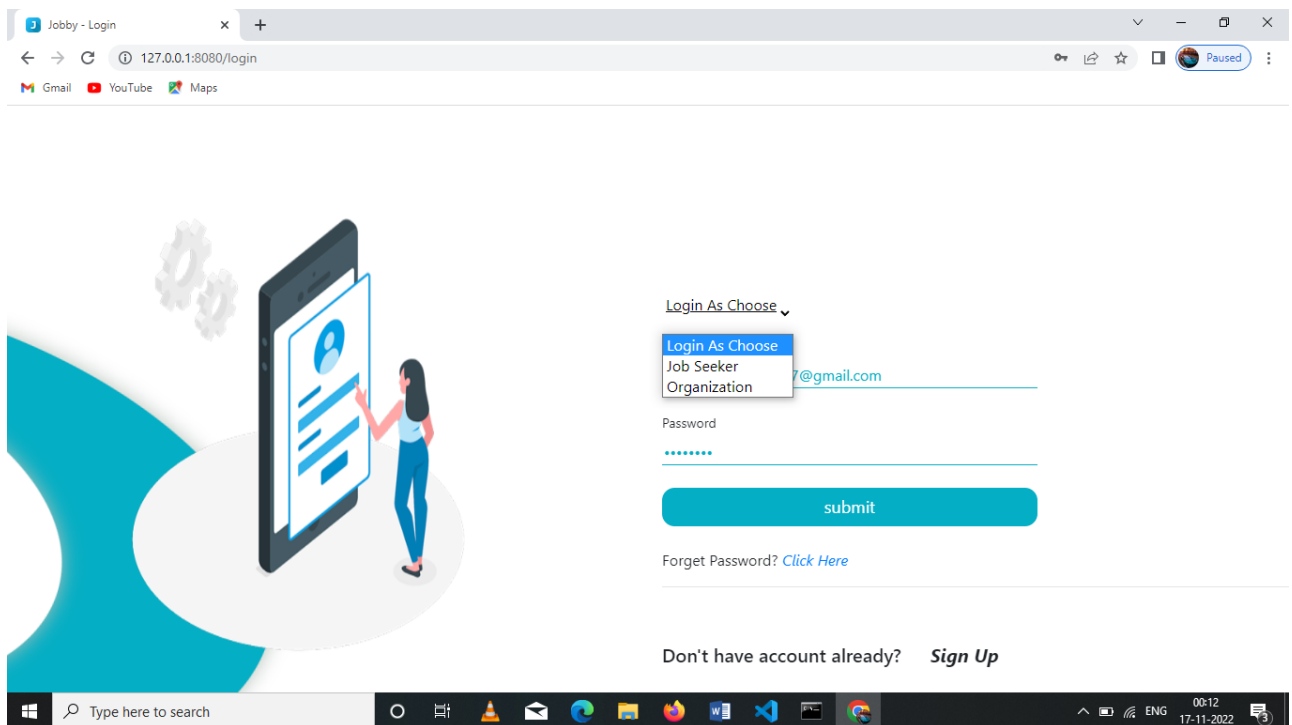 Jobby - Login
127.0.0.1:8080/login
Paused
Gmail YouTube Maps
Login As Choose
Login As Choose
Job Seeker
Organization
7@gmail.com
Password
submit
Forget Password? Click Here
Don't have account already? Sign Up
Type here to search
ENG
00:12
17-11-2022
3